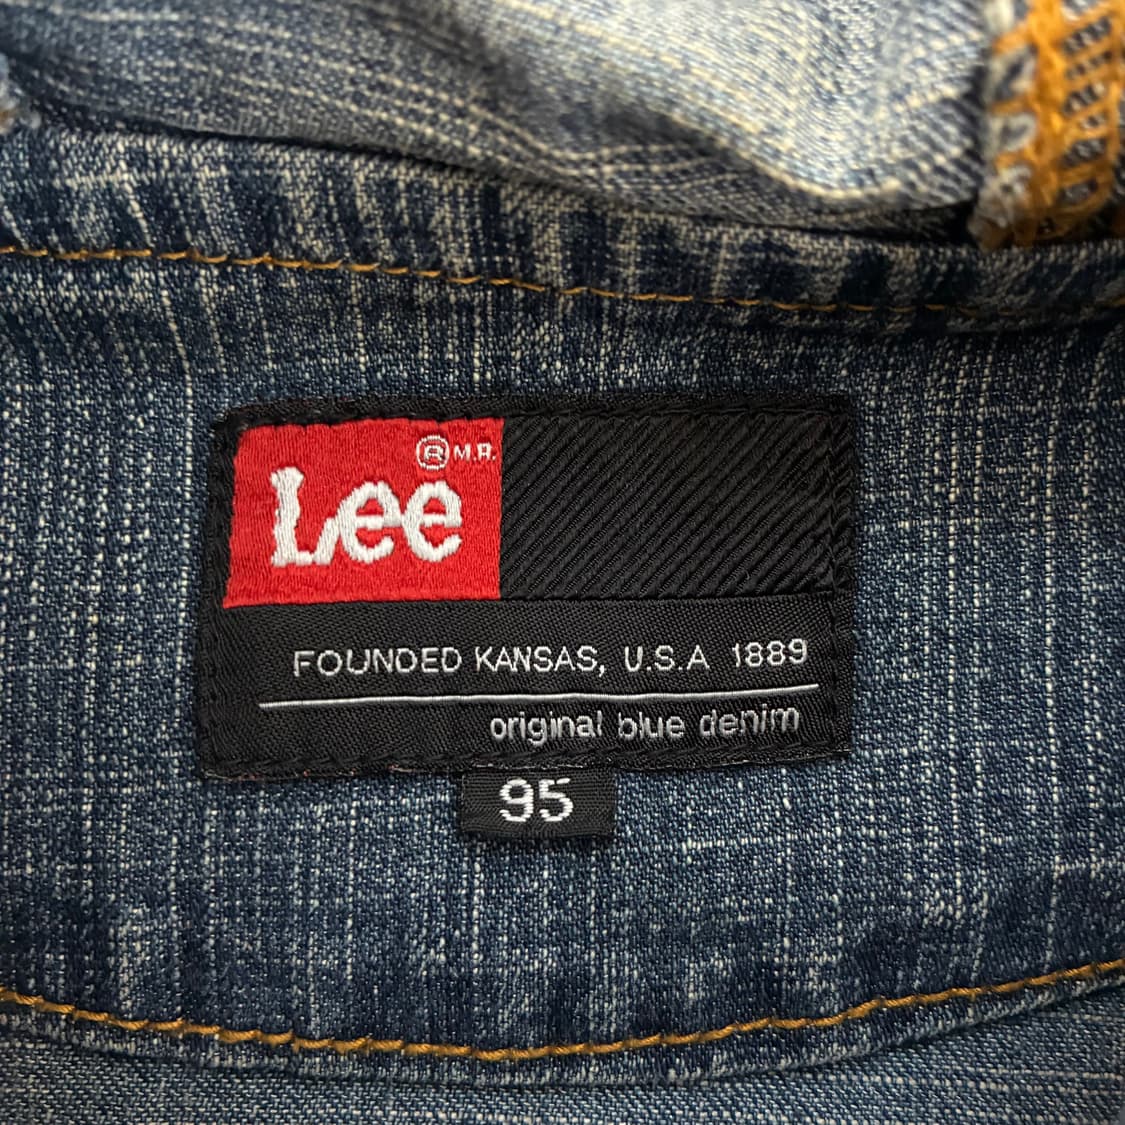 ® M.R.
Lee
FOUNDED KANSAS, U.S.A 1889
original blue denim
95